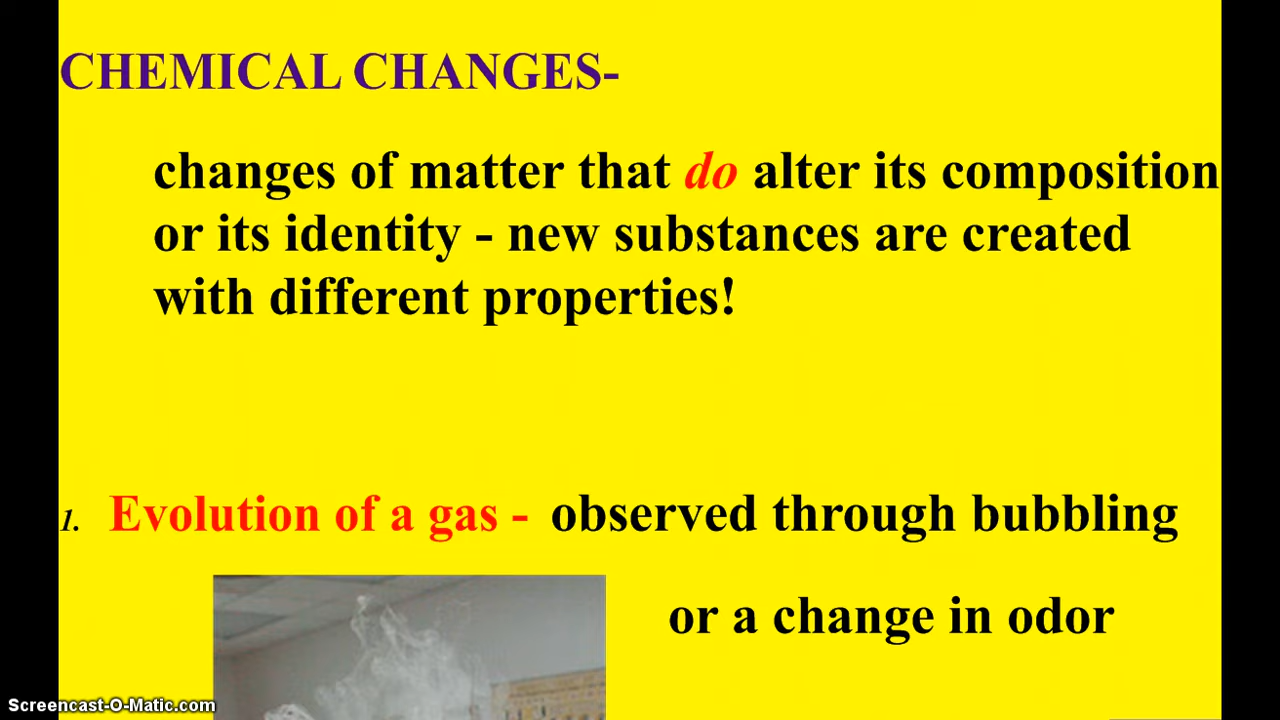 CHEMICAL CHANGES-
changes of matter that do alter its composition
or its identity - new substances are created
with different properties!
1. Evolution of a gas - observed through bubbling
or a change in odor
Screencast-O-Matic.com